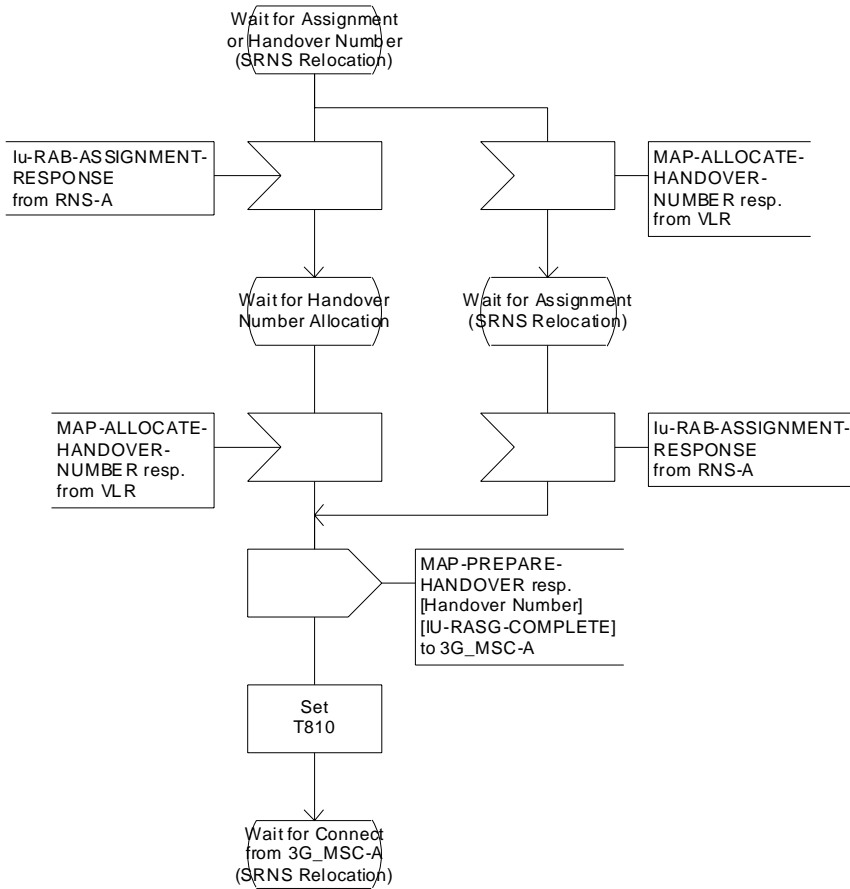 Wait for Assignment
or Handover Number
(SRNS Relocation)
Iu-RAB-ASSIGNMENT-
RESPONSE
from RNS-A
MAP-ALLOCATE-
HANDOVER-
NUMBER resp.
from VLR
Wait for Handover
Number Allocation
Wait for Assignment
(SRNS Relocation)
MAP-ALLOCATE-
HANDOVER-
NUMBER resp.
from VLR
Iu-RAB-ASSIGNMENT-
RESPONSE
from RNS-A
MAP-PREPARE-
HANDOVER resp.
[Handover Number]
[IU-RASG-COMPLETE]
to 3G_MSC-A
Set
T810
Wait for Connect
from 3G_MSC-A
(SRNS Relocation)